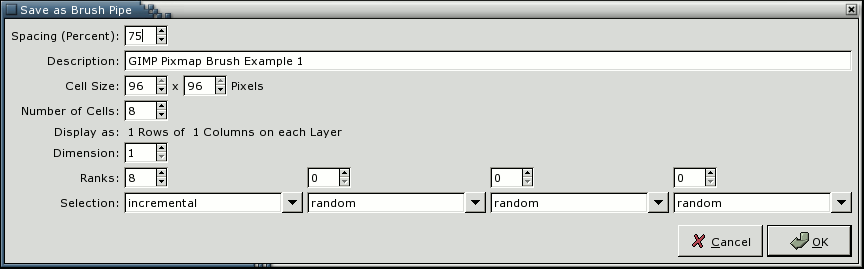 Save as Brush Pipe
Spacing (Percent): 75
Description: GIMP Pixmap Brush Example 1
Cell Size: 96 x 96 Pixels
Number of Cells: 8
Display as: 1 Rows of 1 Columns on each Layer
Dimension: 1
Ranks: 8 0 0 0
Selection: incremental random random random
Cancel OK